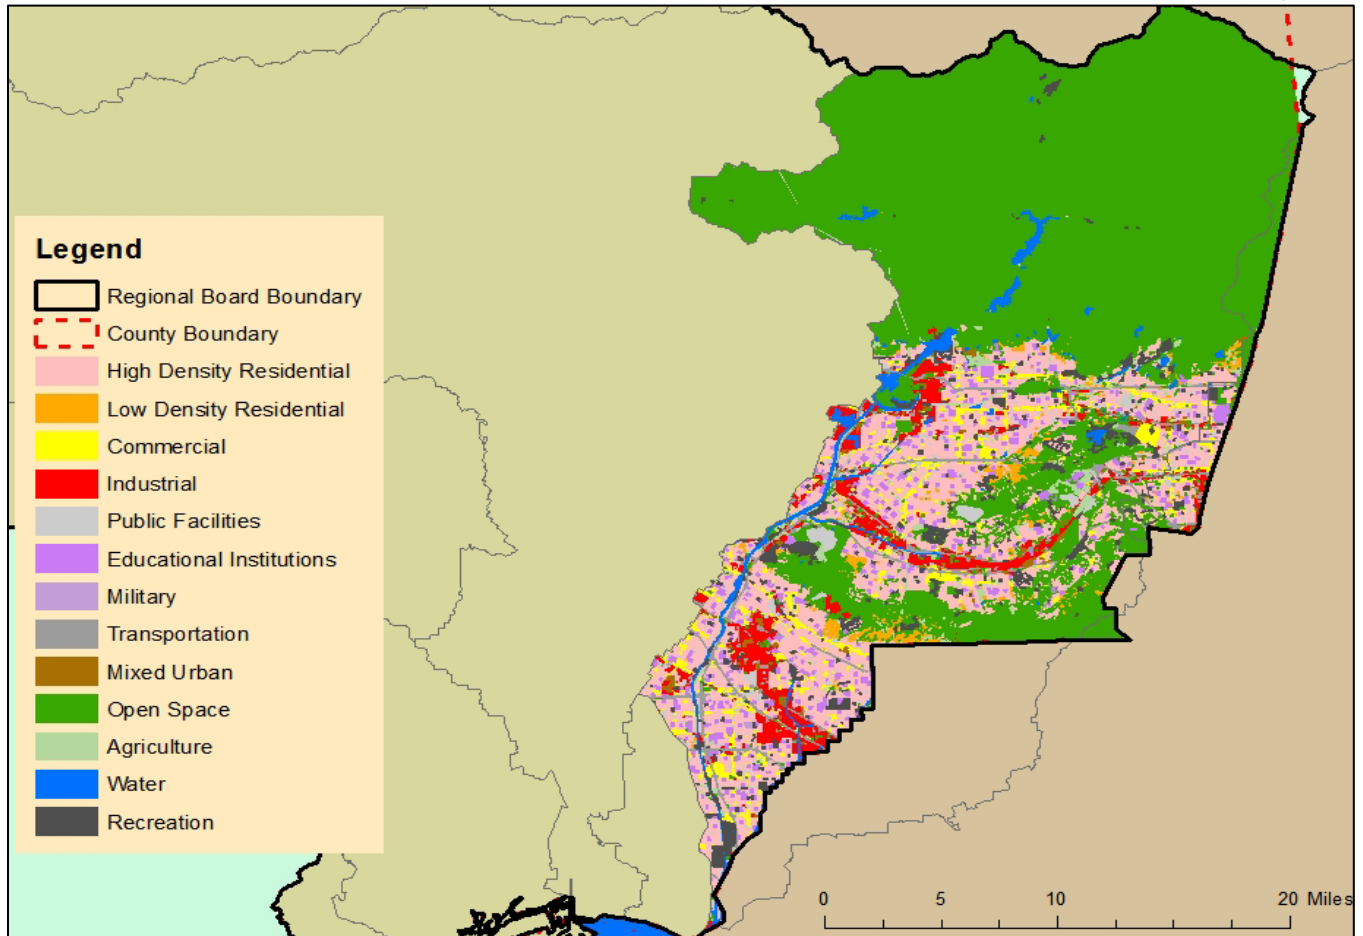 Legend
Regional Board Boundary
County Boundary
High Density Residential
Low Density Residential
Commercial
Industrial
Public Facilities
Educational Institutions
Military
Transportation
Mixed Urban
Open Space
Agriculture
Water
Recreation
0 5 10 20 Miles